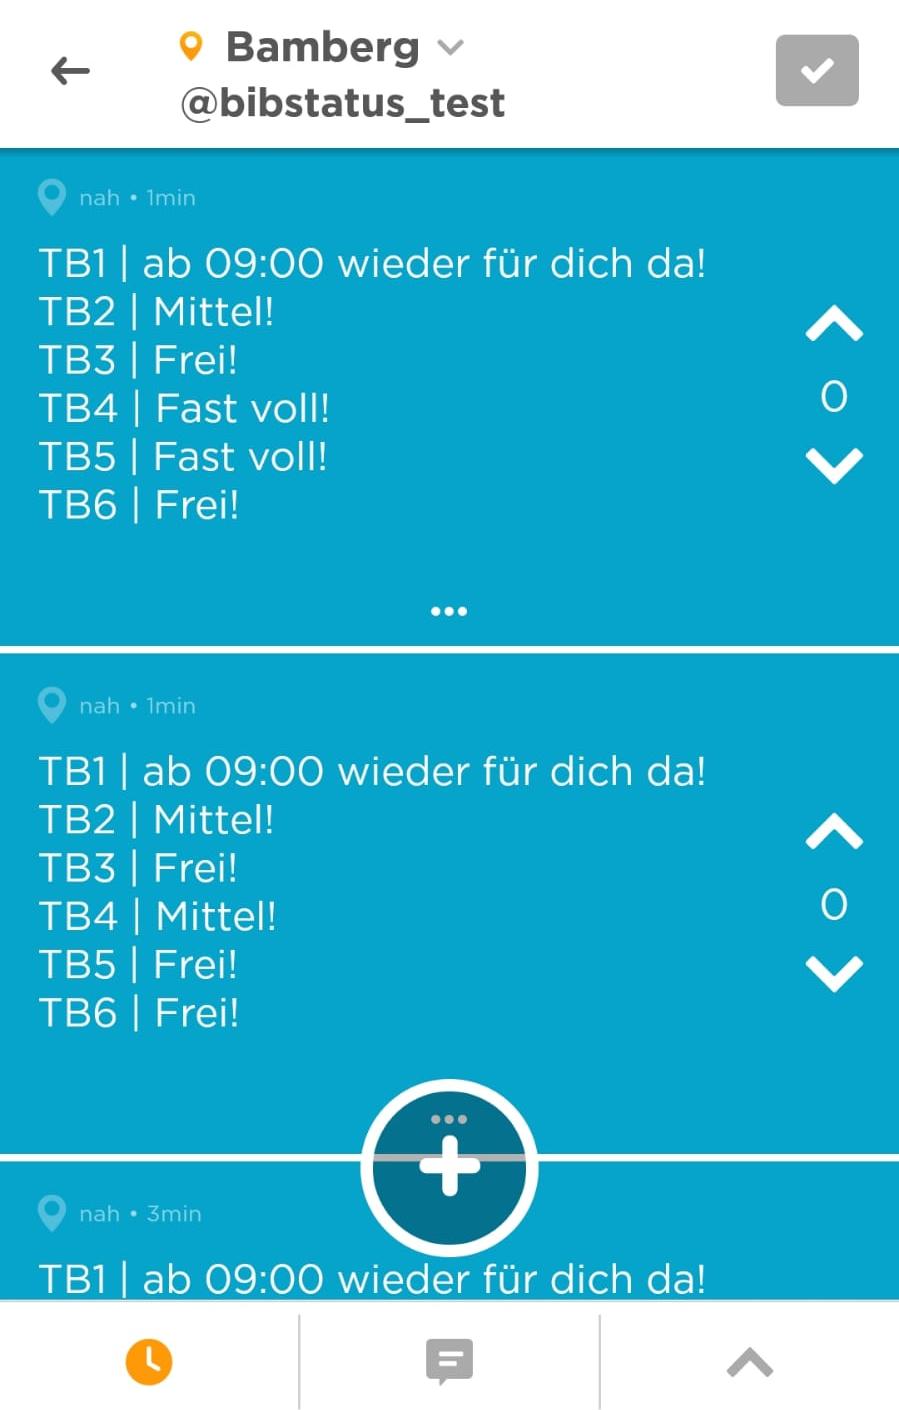 Bamberg
@bibstatus_test
nah • 1min
TB1 | ab 09:00 wieder für dich da!
TB2 | Mittel!
TB3 | Frei!
TB4 | Fast voll!
TB5 | Fast voll!
TB6 | Frei!
0
nah • 1min
TB1 | ab 09:00 wieder für dich da!
TB2 | Mittel!
TB3 | Frei!
TB4 | Mittel!
TB5 | Frei!
TB6 | Frei!
0
nah • 3min
TB1 | ab 09:00 wieder für dich da!